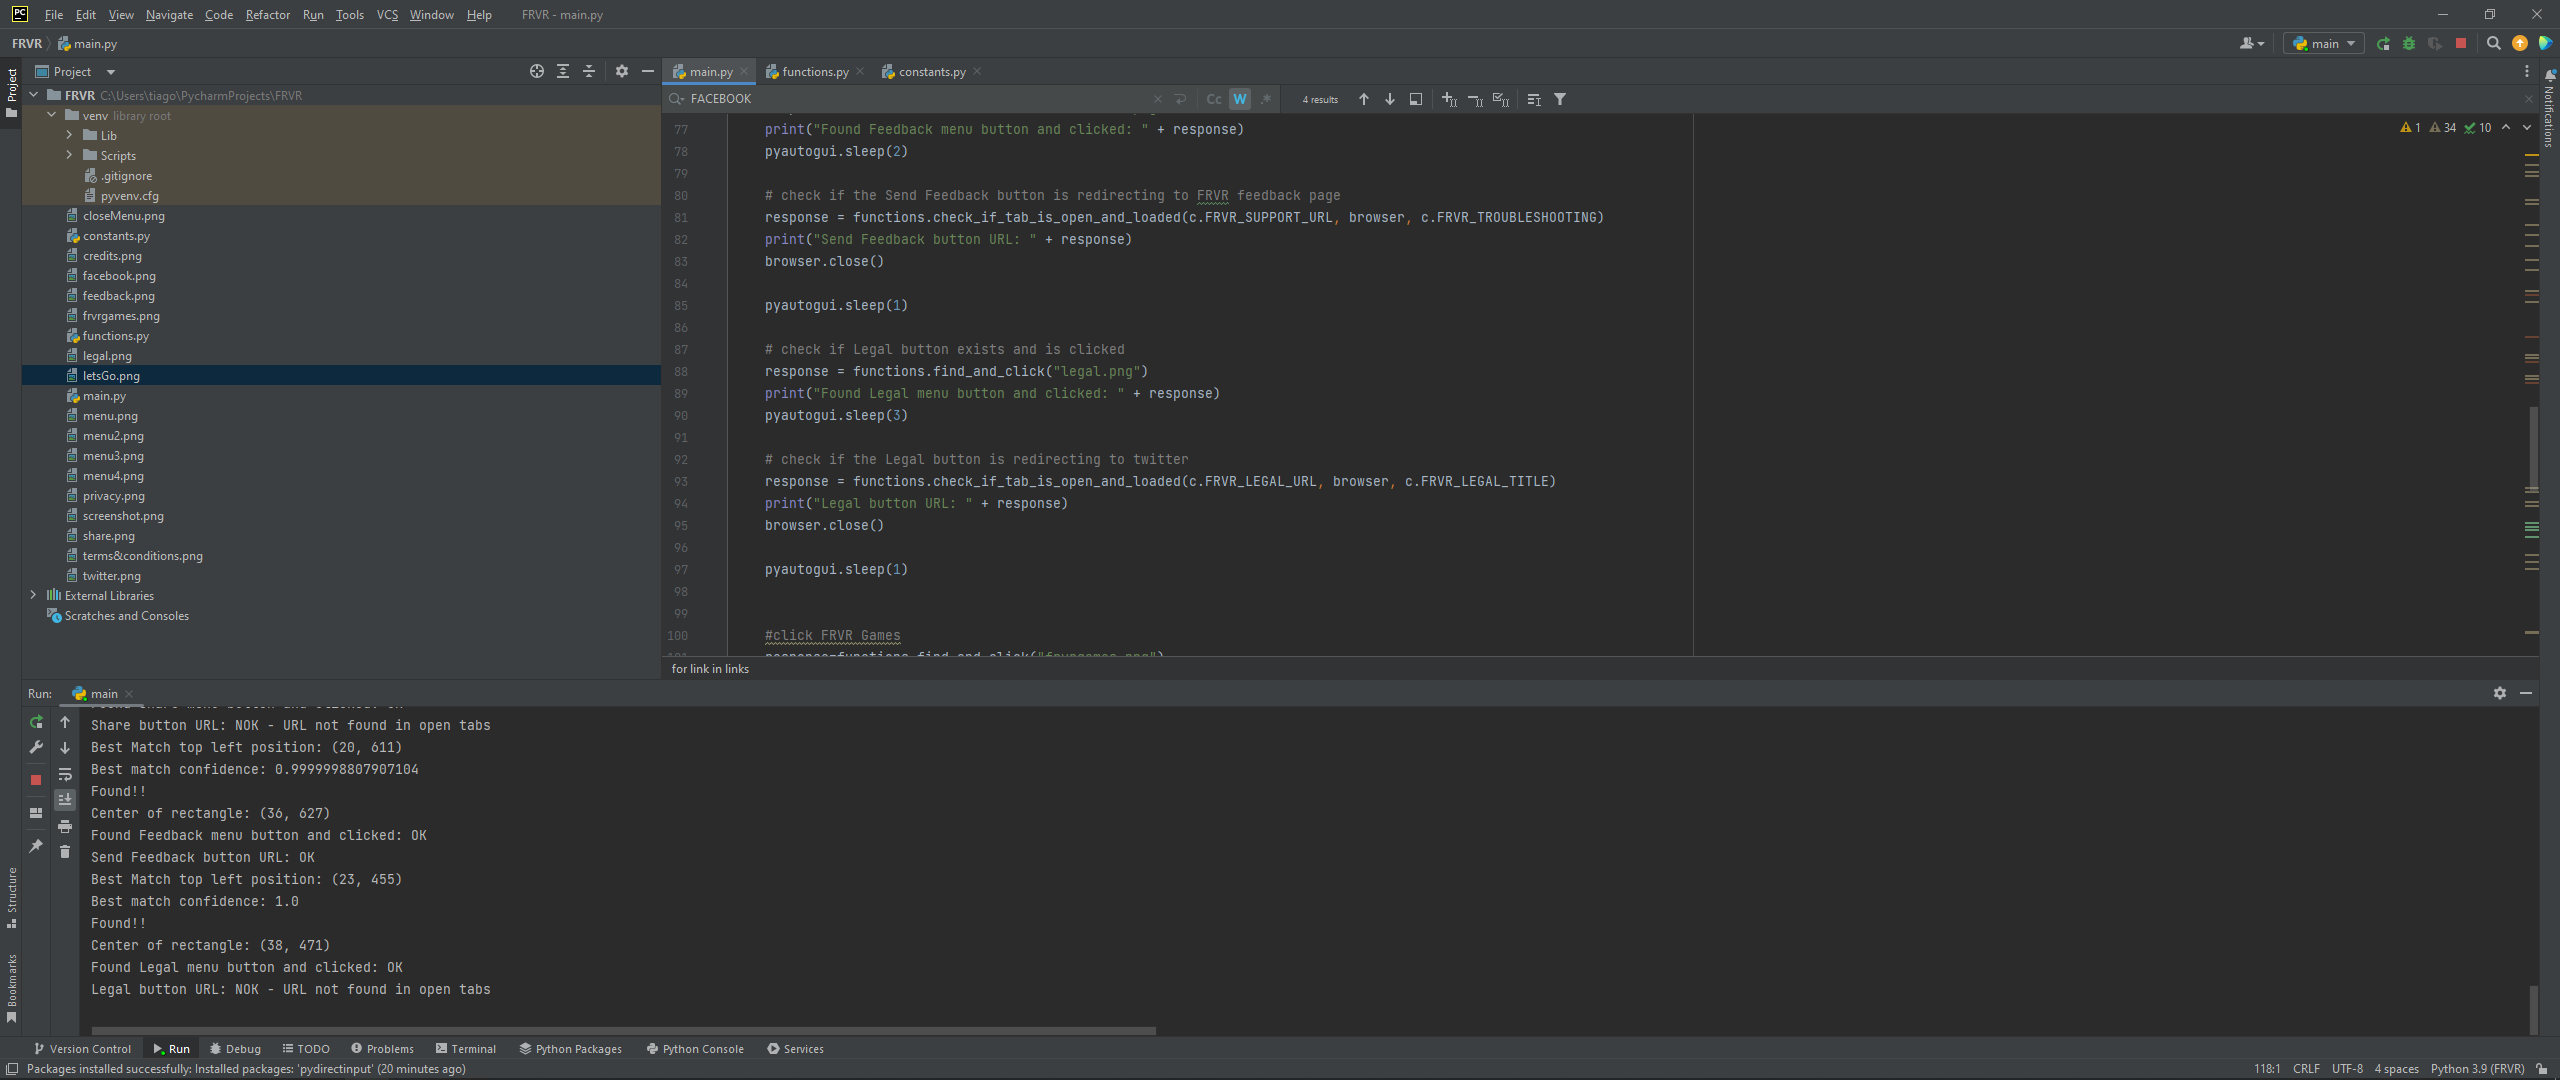 File Edit View Navigate Code Refactor Run Tools VCS Window Help FRVR - main.py
FRVR main.py
main
Project
Project
FRVR C:\Users\tiago\PycharmProjects\FRVR
venv library root
Lib
Scripts
.gitignore
pyvenv.cfg
closeMenu.png
constants.py
credits.png
facebook.png
feedback.png
frvrgames.png
functions.py
legal.png
letsGo.png
main.py
menu.png
menu2.png
menu3.png
menu4.png
privacy.png
screenshot.png
share.png
terms&conditions.png
twitter.png
External Libraries
Scratches and Consoles
main.py functions.py constants.py
FACEBOOK Cc W .* 4 results
1 34 10
77 print("Found Feedback menu button and clicked: " + response)
78 pyautogui.sleep(2)
79
80 # check if the Send Feedback button is redirecting to FRVR feedback page
81 response = functions.check_if_tab_is_open_and_loaded(c.FRVR_SUPPORT_URL, browser, c.FRVR_TROUBLESHOOTING)
82 print("Send Feedback button URL: " + response)
83 browser.close()
84
85 pyautogui.sleep(1)
86
87 # check if Legal button exists and is clicked
88 response = functions.find_and_click("legal.png")
89 print("Found Legal menu button and clicked: " + response)
90 pyautogui.sleep(3)
91
92 # check if the Legal button is redirecting to twitter
93 response = functions.check_if_tab_is_open_and_loaded(c.FRVR_LEGAL_URL, browser, c.FRVR_LEGAL_TITLE)
94 print("Legal button URL: " + response)
95 browser.close()
96
97 pyautogui.sleep(1)
98
99
100 #click FRVR Games
101 response=functions.find_and_click("frvrgames.png")
for link in links
Notifications
Run: main
Found Share menu button and clicked: OK
Share button URL: NOK - URL not found in open tabs
Best Match top left position: (20, 611)
Best match confidence: 0.9999998807907104
Found!!
Center of rectangle: (36, 627)
Found Feedback menu button and clicked: OK
Send Feedback button URL: OK
Best Match top left position: (23, 455)
Best match confidence: 1.0
Found!!
Center of rectangle: (38, 471)
Found Legal menu button and clicked: OK
Legal button URL: NOK - URL not found in open tabs
Structure
Bookmarks
Version Control Run Debug TODO Problems Terminal Python Packages Python Console Services
Packages installed successfully: Installed packages: 'pydirectinput' (20 minutes ago) 118:1 CRLF UTF-8 4 spaces Python 3.9 (FRVR)